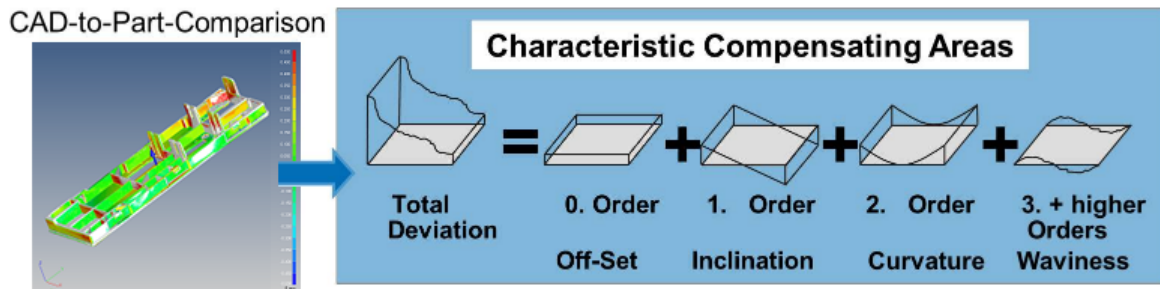 CAD-to-Part-Comparison
Characteristic Compensating Areas
= + + +
Total
Deviation
0. Order
Off-Set
1. Order
Inclination
2. Order
Curvature
3. + higher
Orders
Waviness